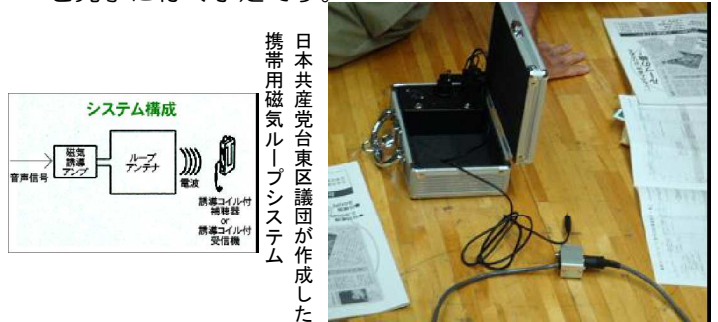 日本共産党台東区議団が作成した
携帯用磁気ループシステム
システム構成
音声信号
磁気
誘導
アンプ
ループ
アンテナ
電波
誘導コイル付
補聴器
or
誘導コイル付
受信機